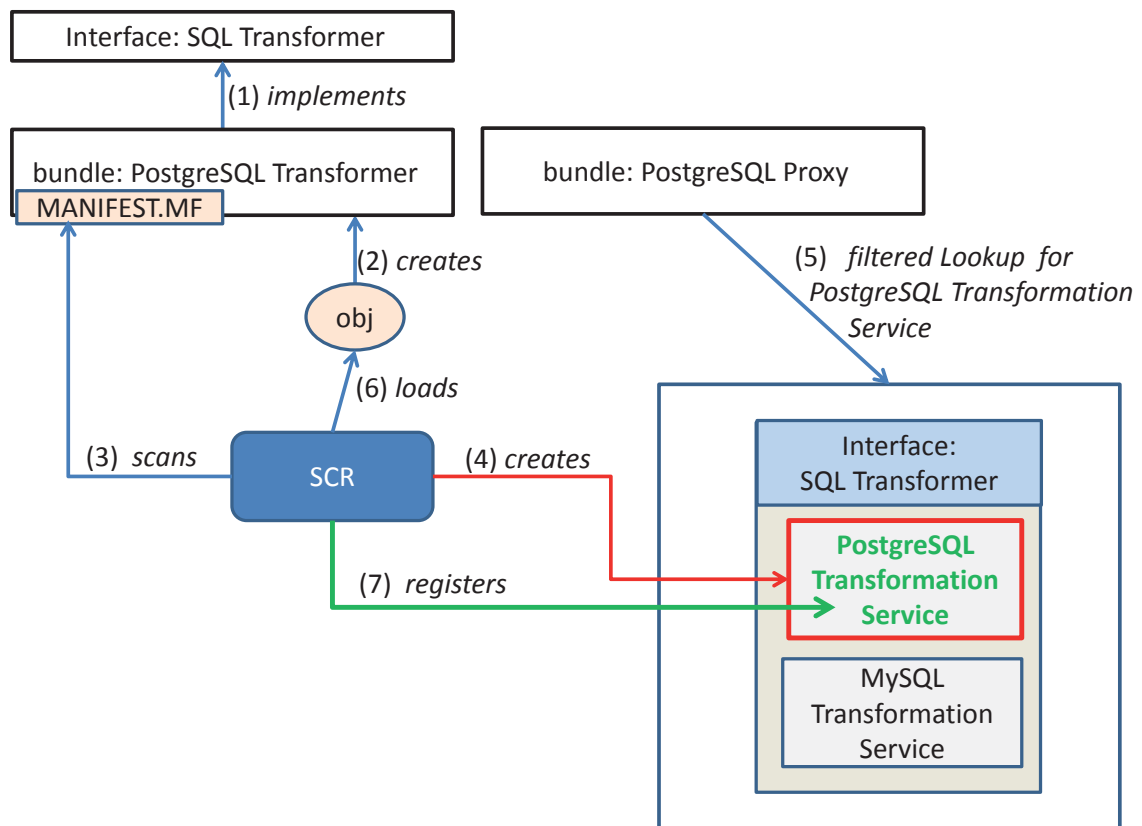 Interface: SQL Transformer
(1) implements
bundle: PostgreSQL Transformer
MANIFEST.MF
bundle: PostgreSQL Proxy
(2) creates
(5) filtered Lookup for
PostgreSQL Transformation
Service
obj
(6) loads
(3) scans
SCR
(4) creates
Interface:
SQL Transformer
PostgreSQL
Transformation
Service
(7) registers
MySQL
Transformation
Service